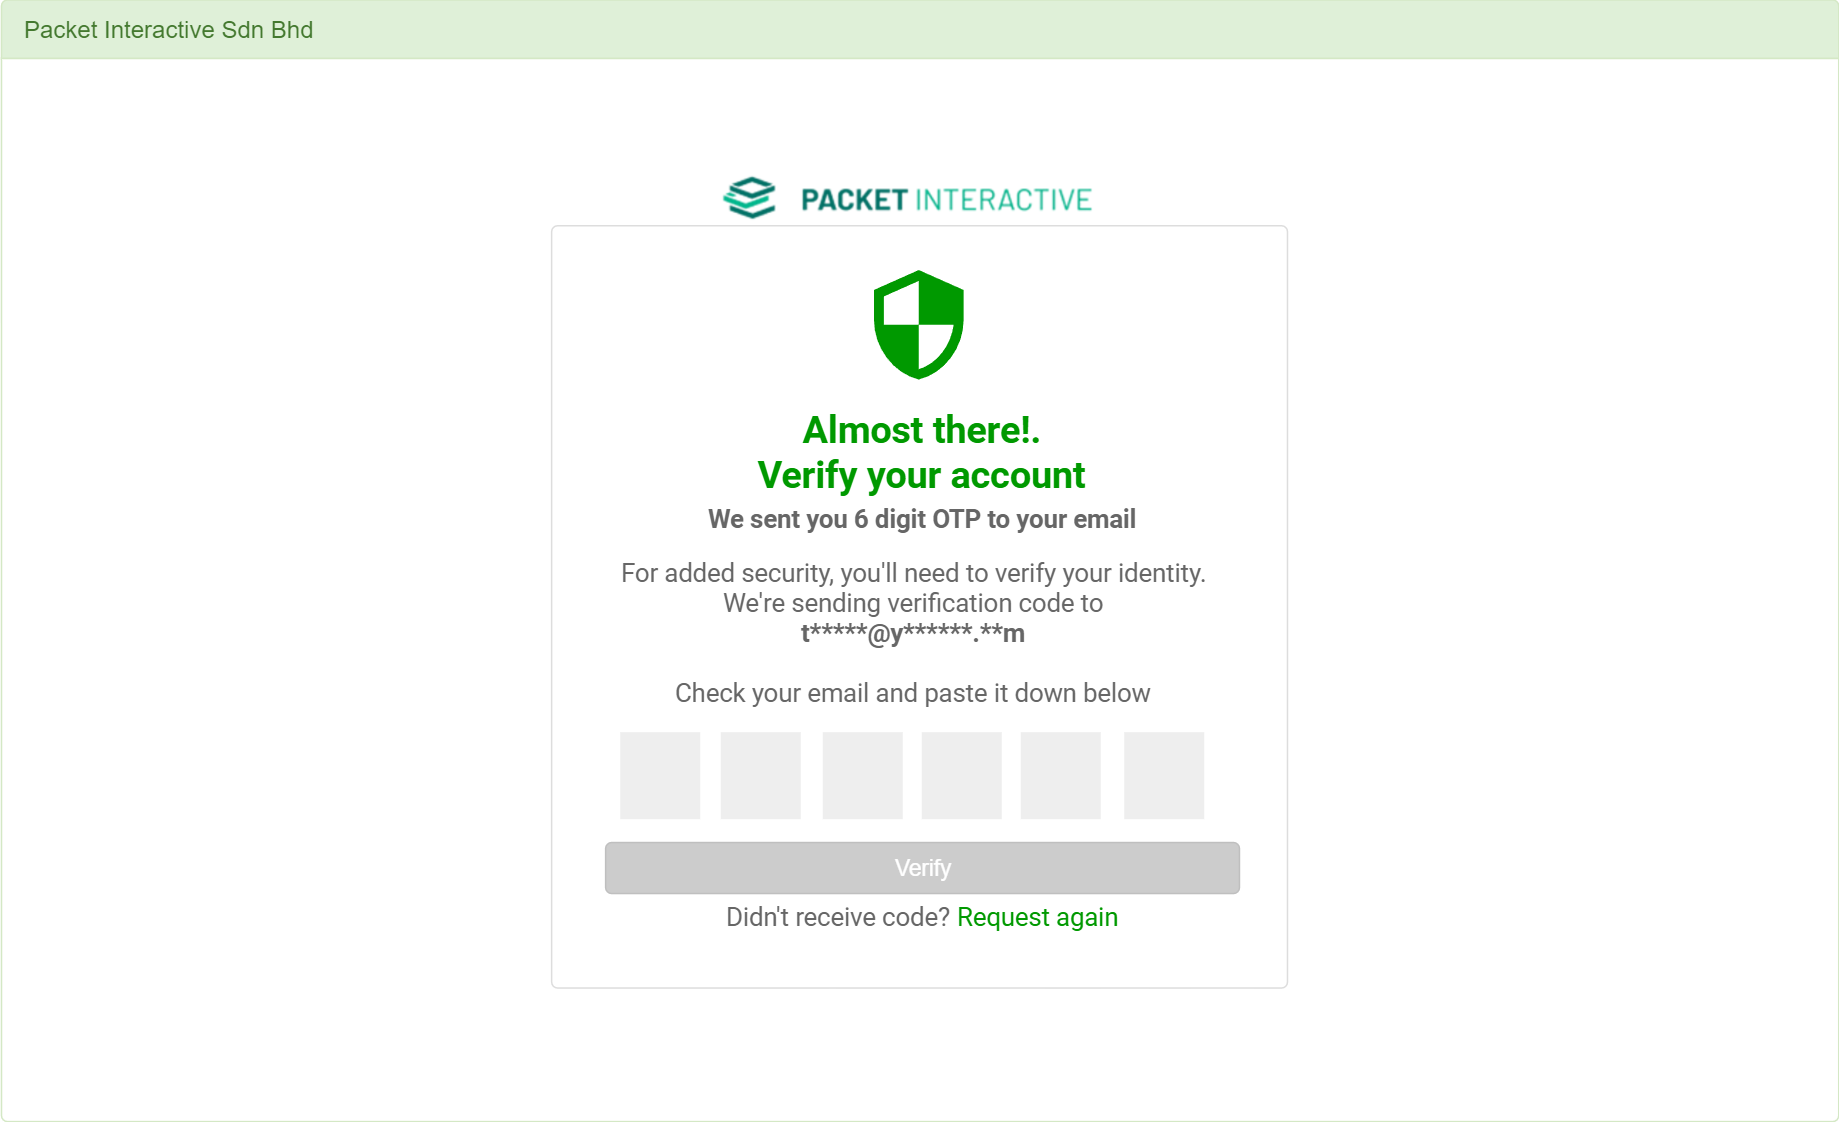 Packet Interactive Sdn Bhd
PACKET INTERACTIVE
Almost there!.
Verify your account
We sent you 6 digit OTP to your email
For added security, you'll need to verify your identity.
We're sending verification code to
t*****@y******.**m
Check your email and paste it down below
Verify
Didn't receive code? Request again